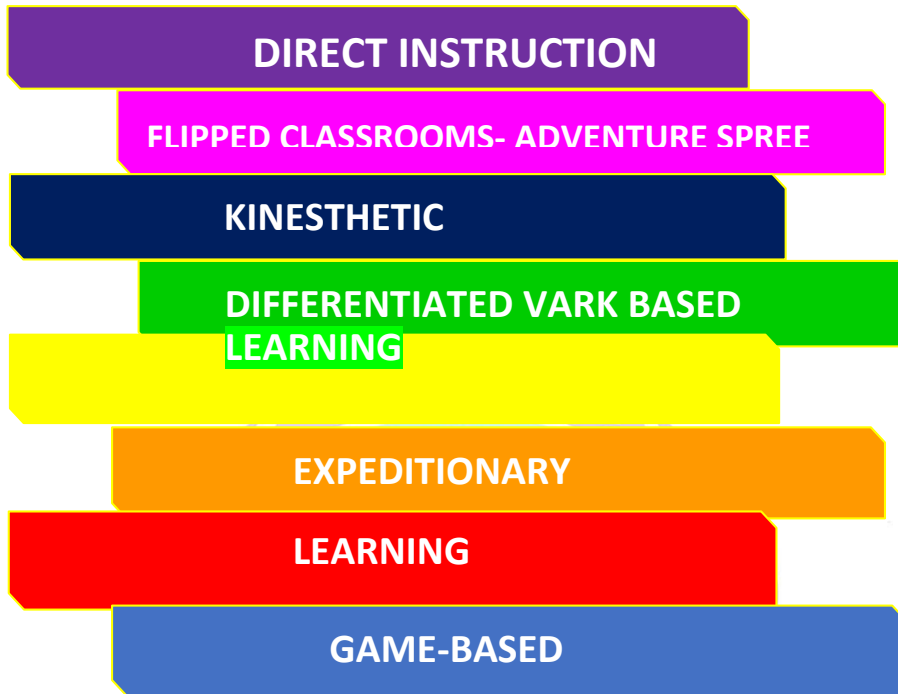 DIRECT INSTRUCTION
FLIPPED CLASSROOMS- ADVENTURE SPREE
KINESTHETIC
DIFFERENTIATED VARK BASED
LEARNING
EXPEDITIONARY
LEARNING
GAME-BASED